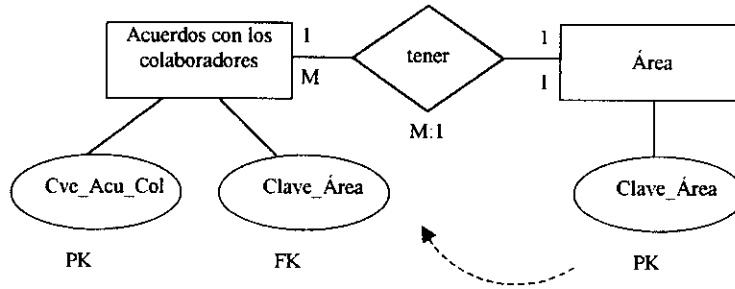 Acuerdos con los
colaboradores
1
M
tener
M:1
1
1
Área
Cve_Acu_Col
Clave_Área
Clave_Área
PK
FK
PK